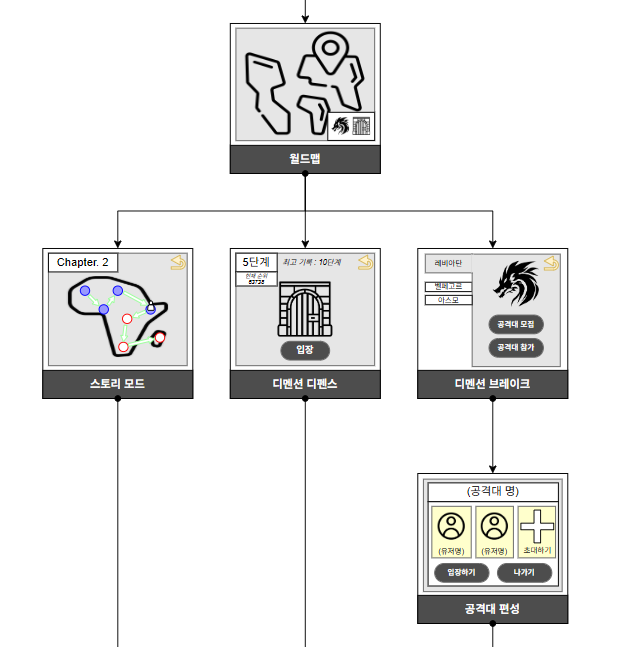 월드맵
Chapter. 2
스토리 모드
5단계
최고 기록 : 10단계
현재 순위
63738
입장
디멘션 디펜스
레비아탄
벨페고르
아스모
공격대 모집
공격대 참가
디멘션 브레이크
(공격대 명)
(유저명)
(유저명)
초대하기
입장하기
나가기
공격대 편성